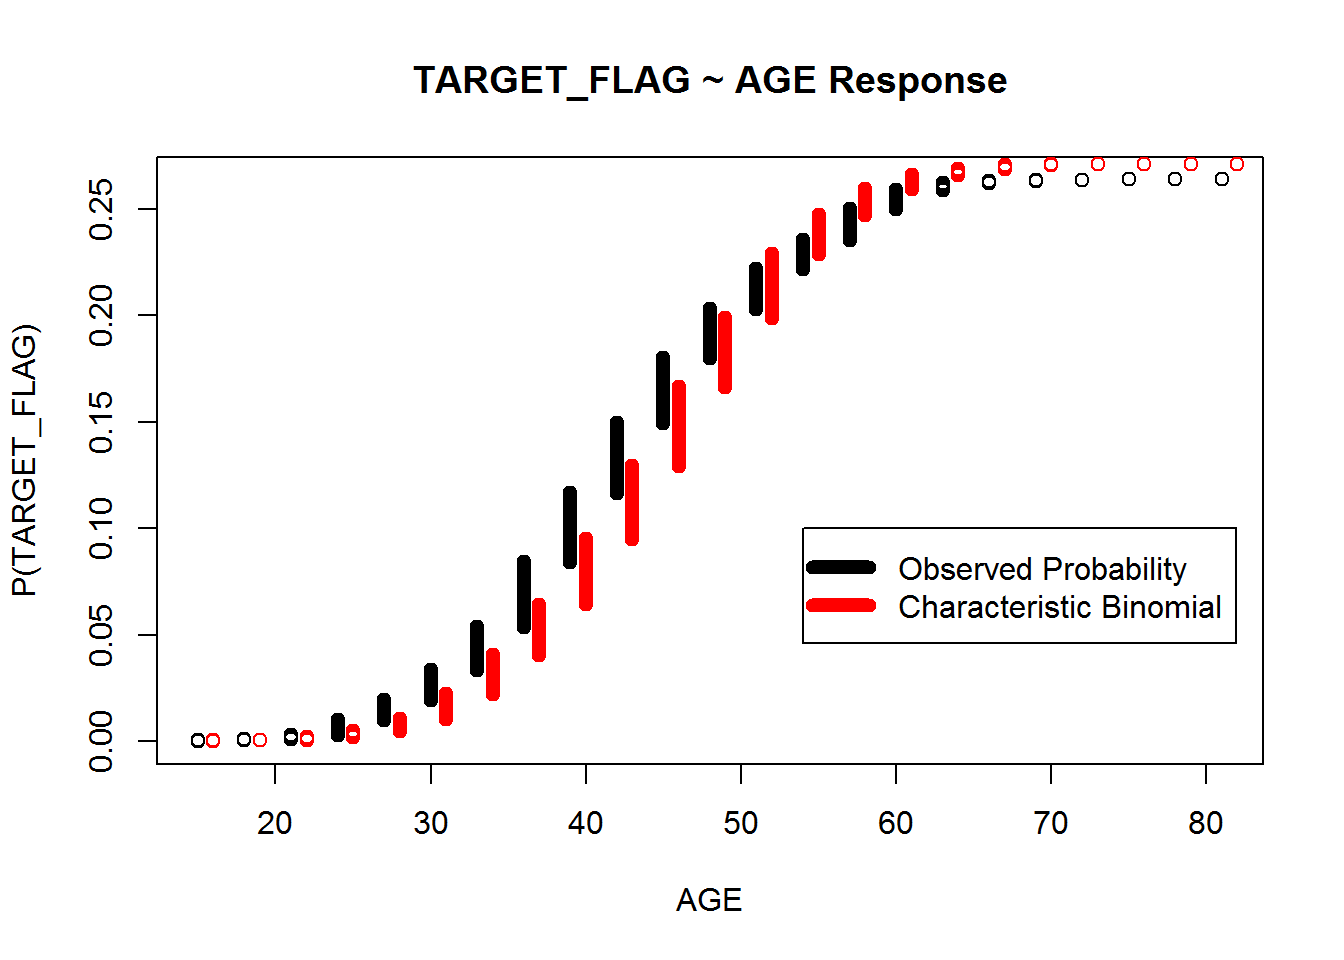 TARGET_FLAG ~ AGE Response
P(TARGET_FLAG)
0.25
0.20
0.15
0.10
0.05
0.00
Observed Probability
Characteristic Binomial
20 30 40 50 60 70 80
AGE